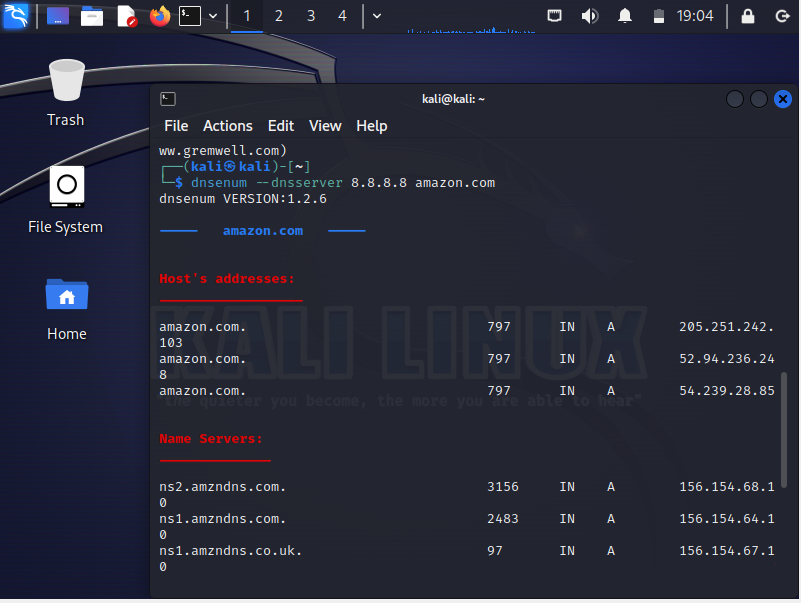 1 2 3 4 19:04
Trash
File System
Home
kali@kali: ~
File Actions Edit View Help
ww.gremwell.com)
┌──(kali㉿kali)-[~]
└─$ dnsenum --dnsserver 8.8.8.8 amazon.com
dnsenum VERSION:1.2.6
----- amazon.com -----
Host's addresses:
__________________
amazon.com. 797 IN A 205.251.242.
103
amazon.com. 797 IN A 52.94.236.24
8
amazon.com. 797 IN A 54.239.28.85
KALI LINUX
"the quieter you become, the more you are able to hear"
Name Servers:
______________
ns2.amzndns.com. 3156 IN A 156.154.68.1
0
ns1.amzndns.com. 2483 IN A 156.154.64.1
0
ns1.amzndns.co.uk. 97 IN A 156.154.67.1
0